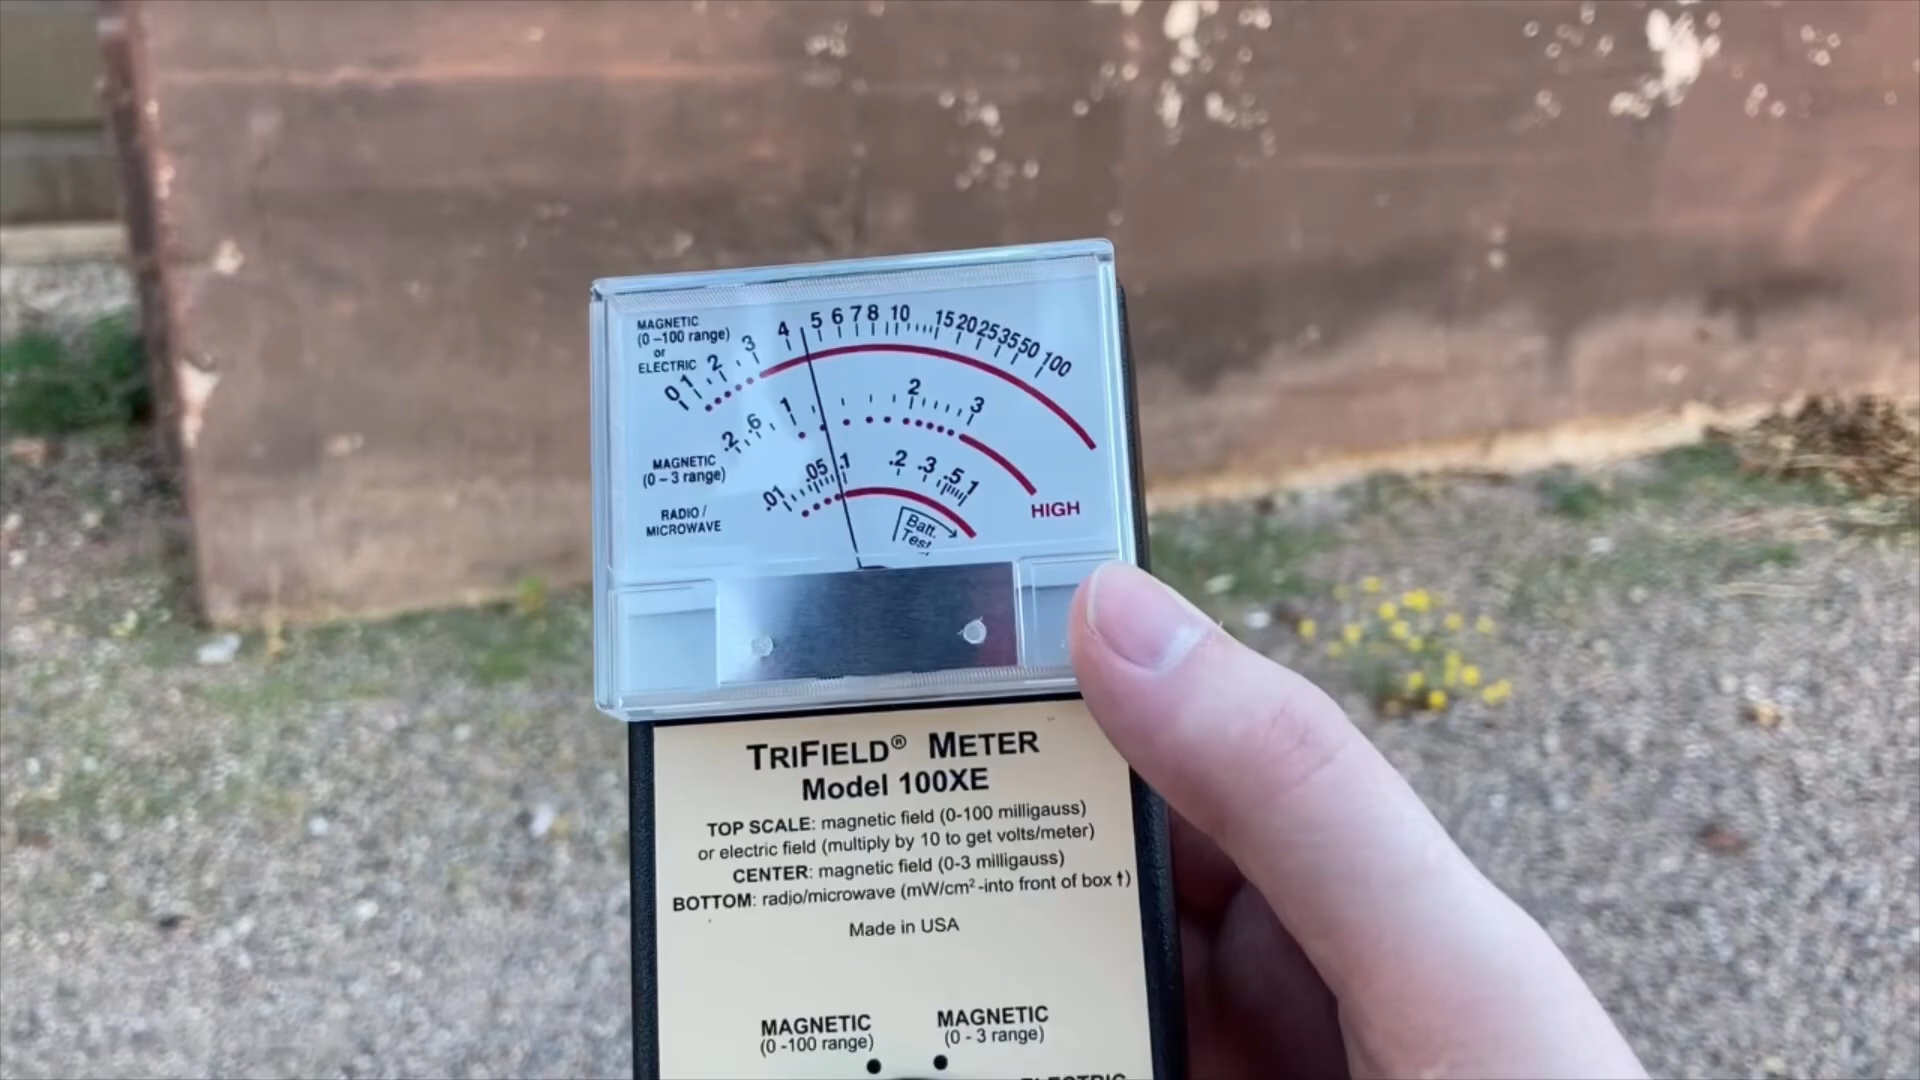 MAGNETIC
(0 – 100 range)
or
ELECTRIC
0 1 2 3 4 5 6 7 8 10 15 20 25 35 50 100
.2 .6 1 2 3
MAGNETIC
(0 – 3 range)
.01 .05 .1 .2 .3 .5 1
RADIO /
MICROWAVE
HIGH
Batt.
Test
TRIFIELD® METER
Model 100XE
TOP SCALE: magnetic field (0-100 milligauss)
or electric field (multiply by 10 to get volts/meter)
CENTER: magnetic field (0-3 milligauss)
BOTTOM: radio/microwave (mW/cm²-into front of box↑)
Made in USA
MAGNETIC
(0 -100 range)
MAGNETIC
(0 - 3 range)
ELECTRIC